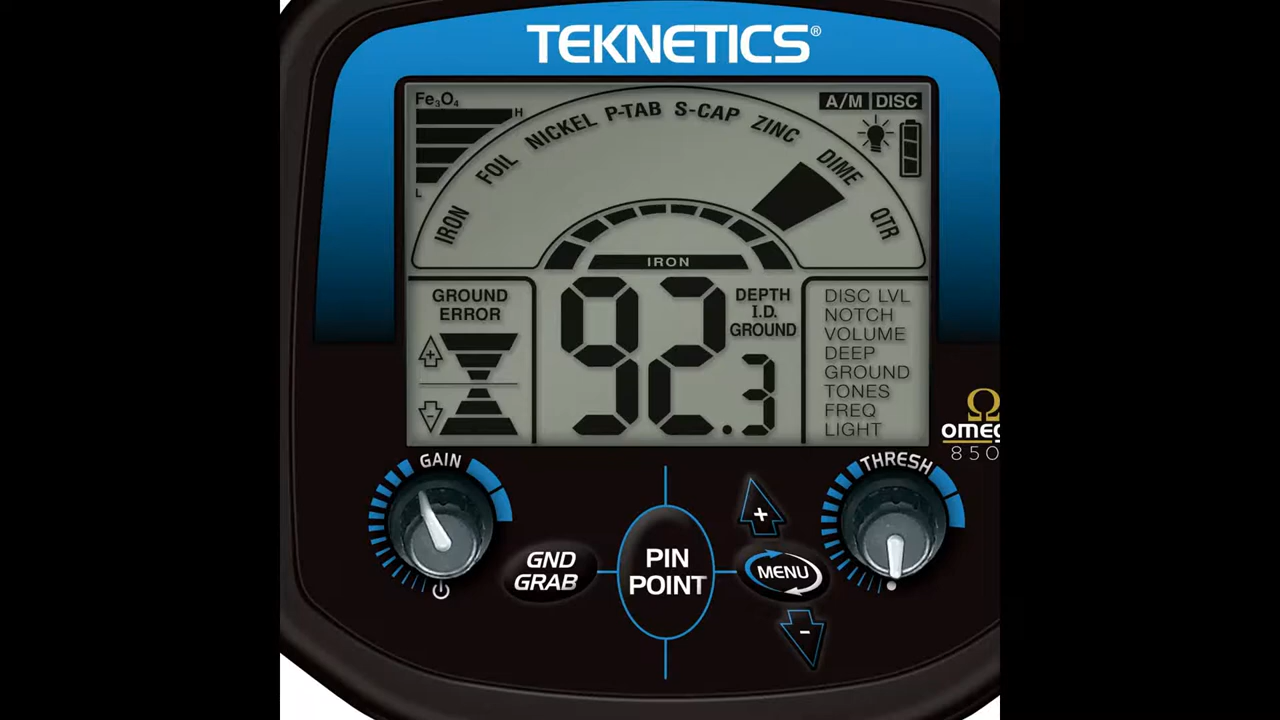 TEKNETICS®
Fe₃O₄
H
L
IRON FOIL NICKEL P-TAB S-CAP ZINC DIME QTR
A/M DISC
IRON
GROUND
ERROR
+
-
92.3
DEPTH
I.D.
GROUND
DISC LVL
NOTCH
VOLUME
DEEP
GROUND
TONES
FREQ
LIGHT
Ω
OMEG
850
GAIN
THRESH
GND
GRAB
PIN
POINT
+
MENU
-